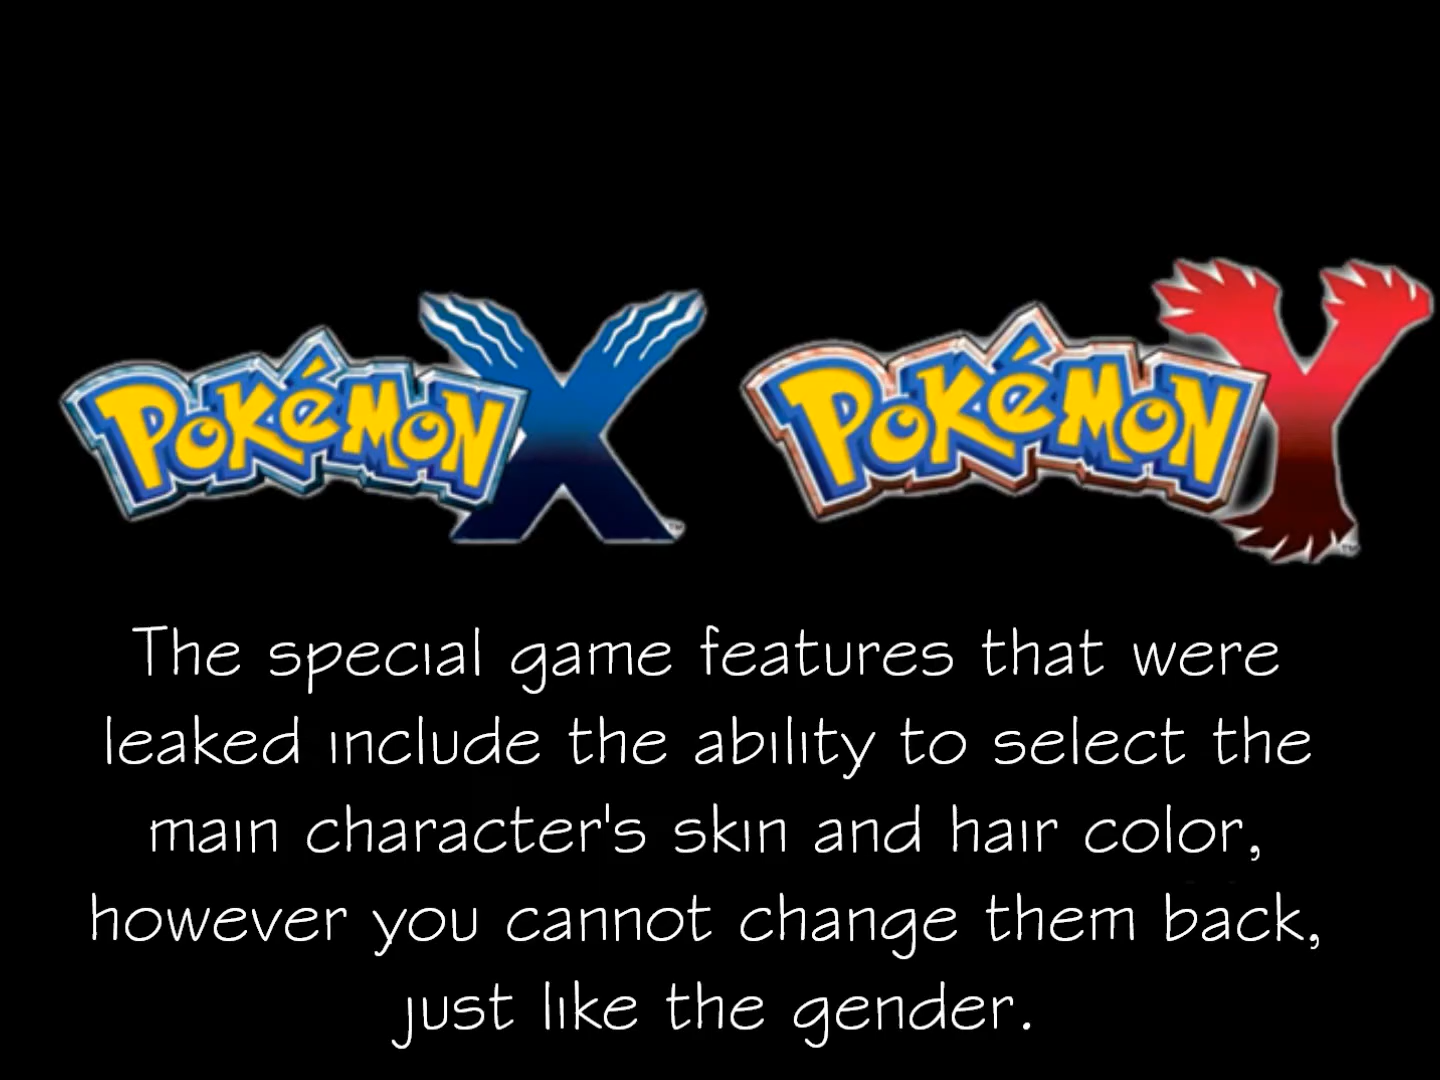 POKéMON X
POKéMON Y
The special game features that were
leaked include the ability to select the
main character's skin and hair color,
however you cannot change them back,
just like the gender.